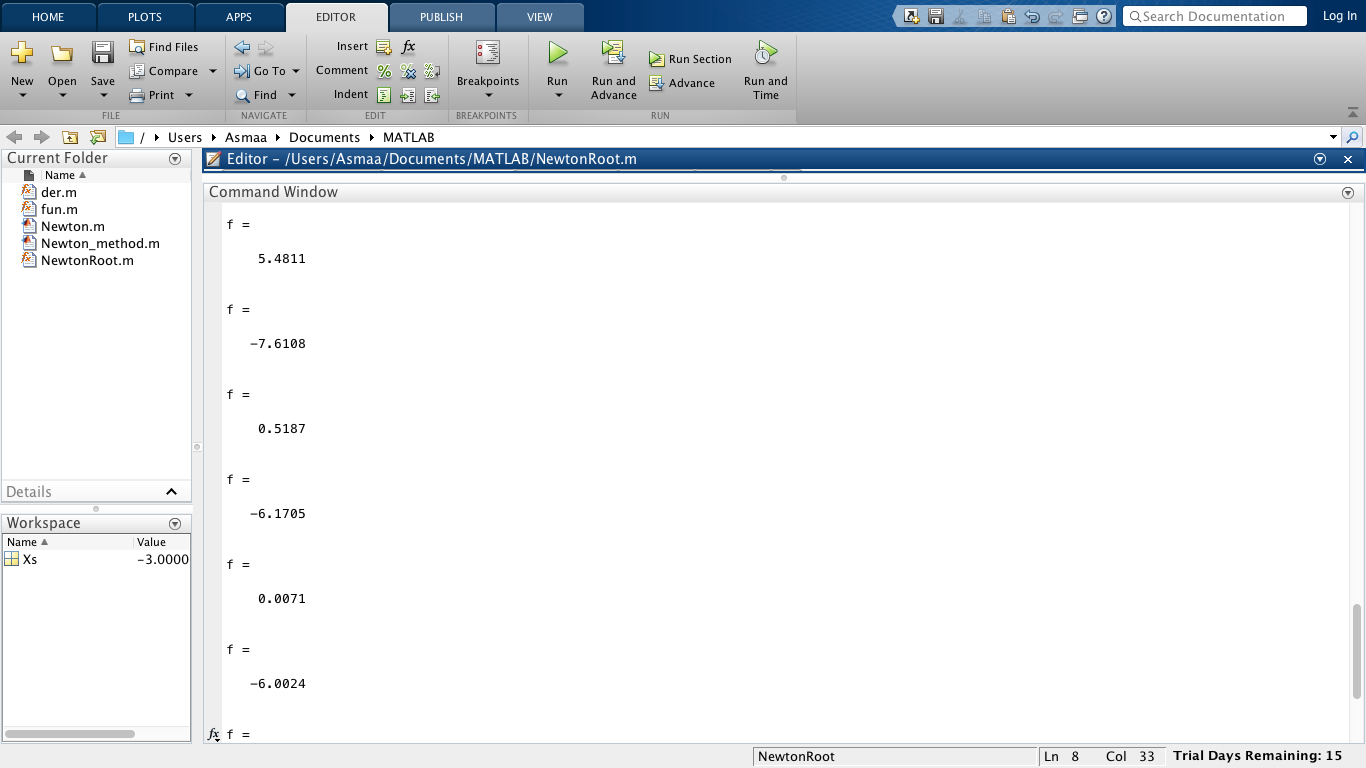 HOME PLOTS APPS EDITOR PUBLISH VIEW Search Documentation Log In
New Open Save Find Files Compare Print
FILE
Go To Find
NAVIGATE
Insert fx
Comment
Indent
EDIT
Breakpoints
BREAKPOINTS
Run Run and Advance Run Section Advance Run and Time
RUN
/ Users Asmaa Documents MATLAB
Current Folder
Name
der.m
fun.m
Newton.m
Newton_method.m
NewtonRoot.m
Details
Workspace
Name Value
Xs -3.0000
Editor - /Users/Asmaa/Documents/MATLAB/NewtonRoot.m
Command Window
f =
5.4811
f =
-7.6108
f =
0.5187
f =
-6.1705
f =
0.0071
f =
-6.0024
fx f =
NewtonRoot Ln 8 Col 33 Trial Days Remaining: 15